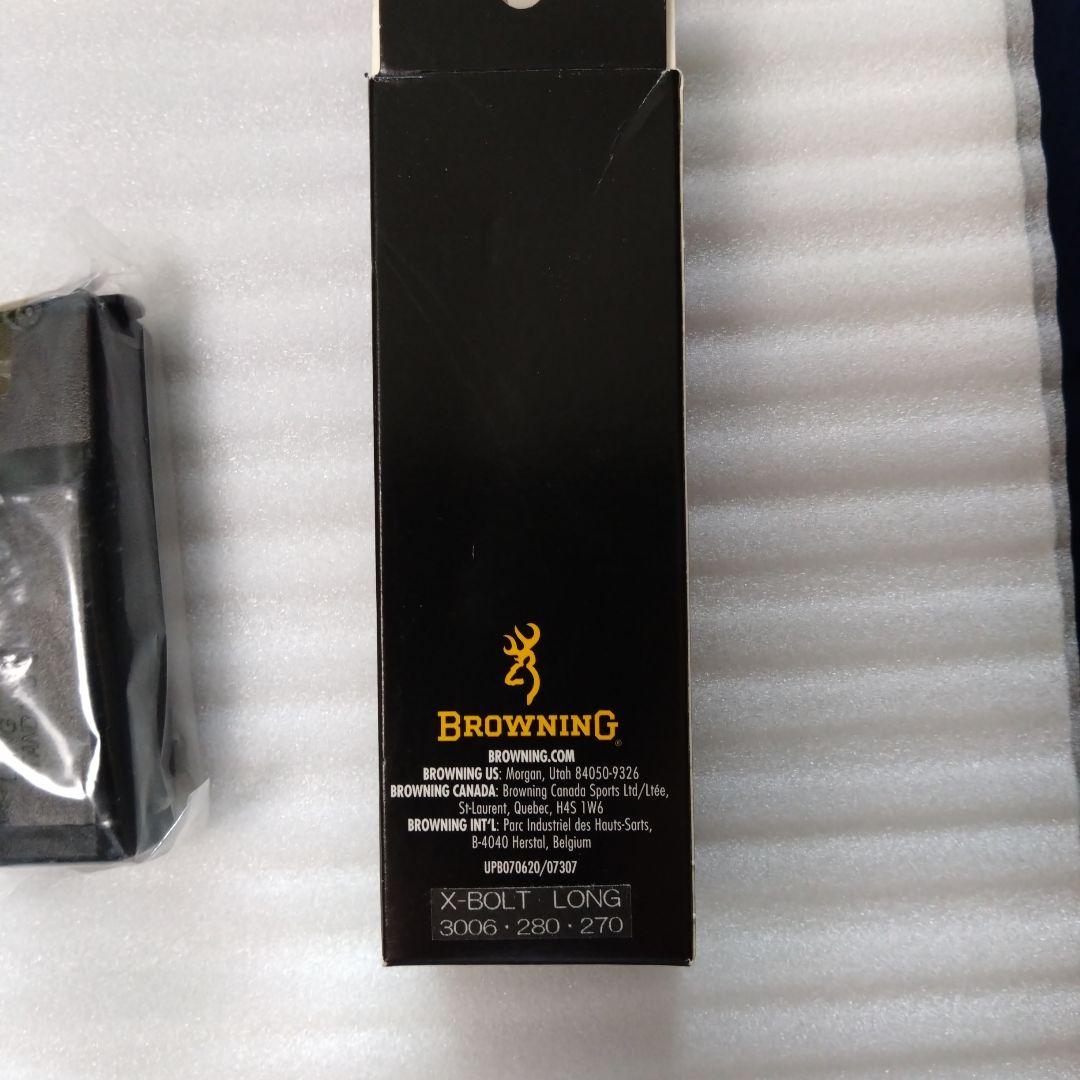 BROWNING®
BROWNING.COM
BROWNING US: Morgan, Utah 84050-9326
BROWNING CANADA: Browning Canada Sports Ltd/Ltée,
St-Laurent, Quebec, H4S 1W6
BROWNING INT'L: Parc Industriel des Hauts-Sarts,
B-4040 Herstal, Belgium
UPB070620/07307
X-BOLT LONG
3006・280・270